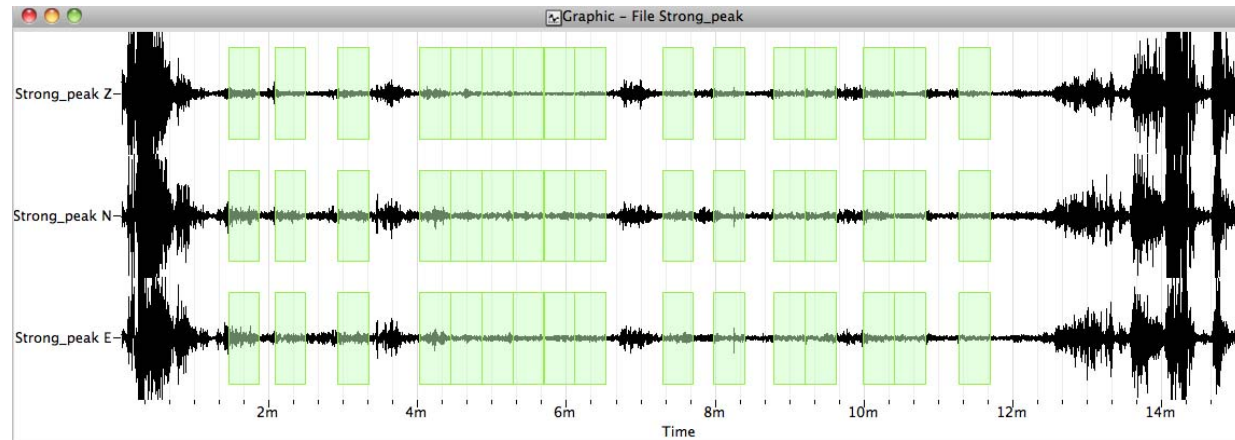 Graphic - File Strong_peak
Strong_peak Z
Strong_peak N
Strong_peak E
2m 4m 6m 8m 10m 12m 14m
Time